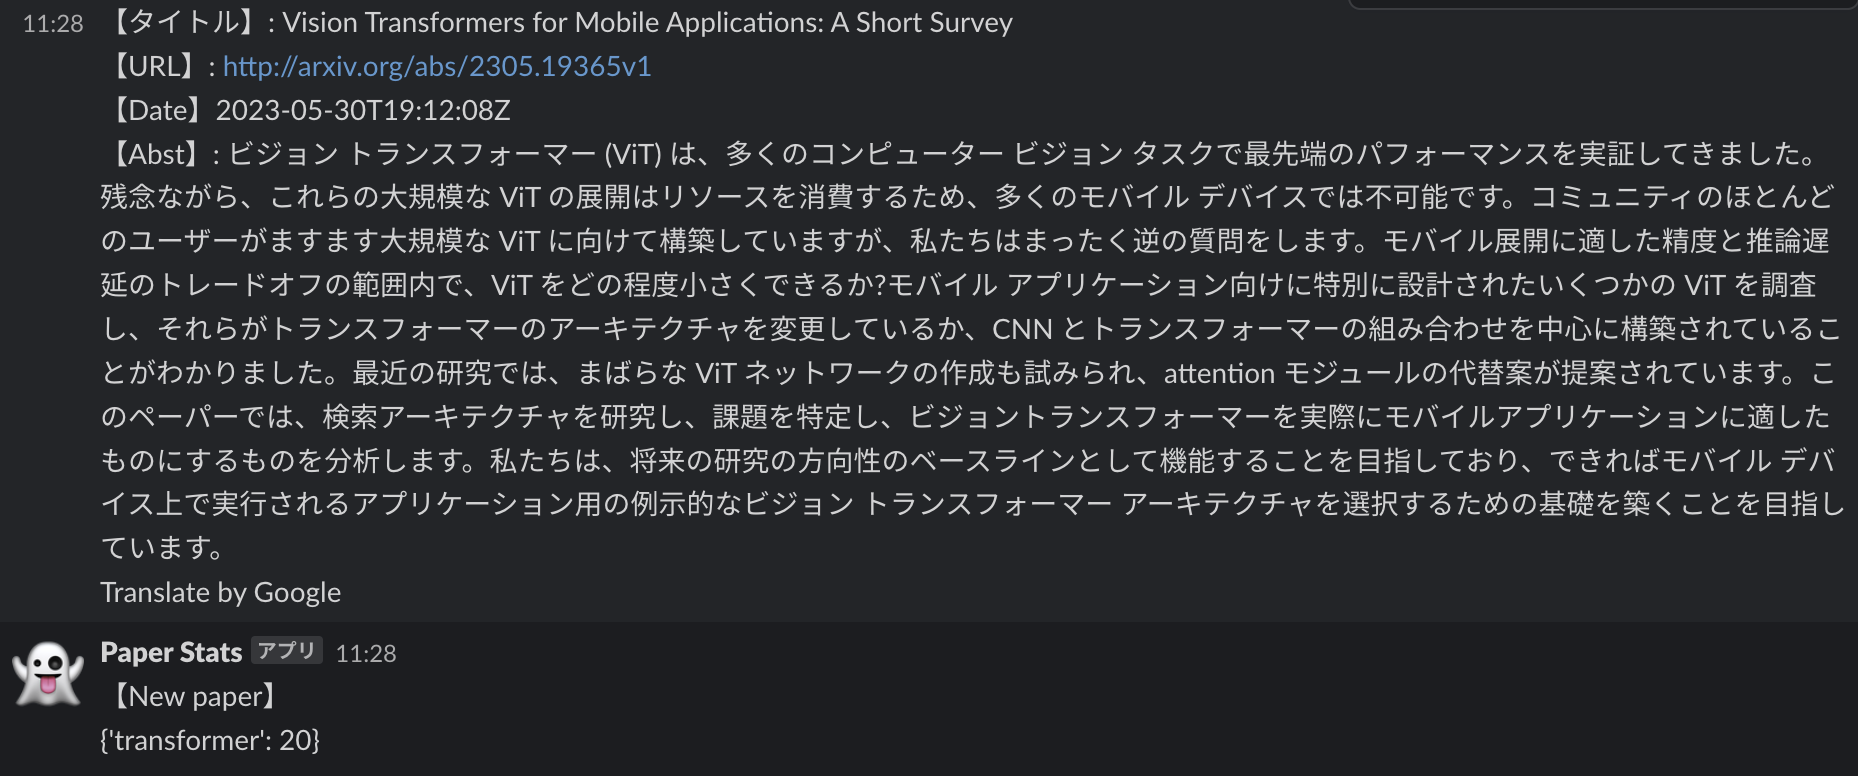 11:28 【タイトル】: Vision Transformers for Mobile Applications: A Short Survey
【URL】: http://arxiv.org/abs/2305.19365v1
【Date】2023-05-30T19:12:08Z
【Abst】: ビジョン トランスフォーマー (ViT) は、多くのコンピューター ビジョン タスクで最先端のパフォーマンスを実証してきました。
残念ながら、これらの大規模な ViT の展開はリソースを消費するため、多くのモバイル デバイスでは不可能です。コミュニティのほとんど
のユーザーがますます大規模な ViT に向けて構築していますが、私たちはまったく逆の質問をします。モバイル展開に適した精度と推論遅
延のトレードオフの範囲内で、ViT をどの程度小さくできるか?モバイル アプリケーション向けに特別に設計されたいくつかの ViT を調査
し、それらがトランスフォーマーのアーキテクチャを変更しているか、CNN とトランスフォーマーの組み合わせを中心に構築されているこ
とがわかりました。最近の研究では、まばらな ViT ネットワークの作成も試みられ、attention モジュールの代替案が提案されています。こ
のペーパーでは、検索アーキテクチャを研究し、課題を特定し、ビジョントランスフォーマーを実際にモバイルアプリケーションに適した
ものにするものを分析します。私たちは、将来の研究の方向性のベースラインとして機能することを目指しており、できればモバイル デバ
イス上で実行されるアプリケーション用の例示的なビジョン トランスフォーマー アーキテクチャを選択するための基礎を築くことを目指し
ています。
Translate by Google
Paper Stats アプリ 11:28
【New paper】
{'transformer': 20}